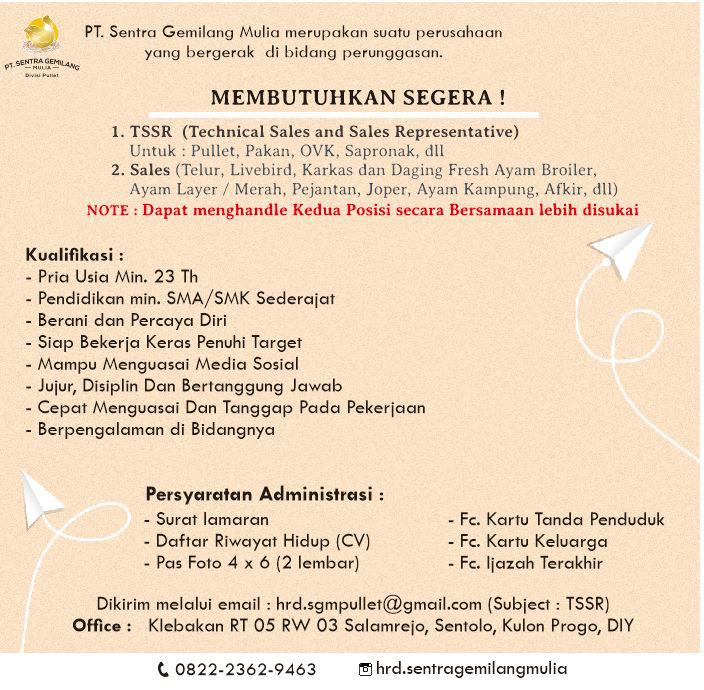 PT. Sentra Gemilang Mulia merupakan suatu perusahaan
yang bergerak di bidang perunggasan.
PT. SENTRA GEMILANG
MULIA
Divisi Pullet
MEMBUTUHKAN SEGERA !
1. TSSR (Technical Sales and Sales Representative)
Untuk : Pullet, Pakan, OVK, Sapronak, dll
2. Sales (Telur, Livebird, Karkas dan Daging Fresh Ayam Broiler,
Ayam Layer / Merah, Pejantan, Joper, Ayam Kampung, Afkir, dll)
NOTE : Dapat menghandle Kedua Posisi secara Bersamaan lebih disukai
Kualifikasi :
- Pria Usia Min. 23 Th
- Pendidikan min. SMA/SMK Sederajat
- Berani dan Percaya Diri
- Siap Bekerja Keras Penuhi Target
- Mampu Menguasai Media Sosial
- Jujur, Disiplin Dan Bertanggung Jawab
- Cepat Menguasai Dan Tanggap Pada Pekerjaan
- Berpengalaman di Bidangnya
Persyaratan Administrasi :
- Surat lamaran
- Daftar Riwayat Hidup (CV)
- Pas Foto 4 x 6 (2 lembar)
- Fc. Kartu Tanda Penduduk
- Fc. Kartu Keluarga
- Fc. Ijazah Terakhir
Dikirim melalui email : hrd.sgmpullet@gmail.com (Subject : TSSR)
Office : Klebakan RT 05 RW 03 Salamrejo, Sentolo, Kulon Progo, DIY
0822-2362-9463
hrd.sentragemilangmulia